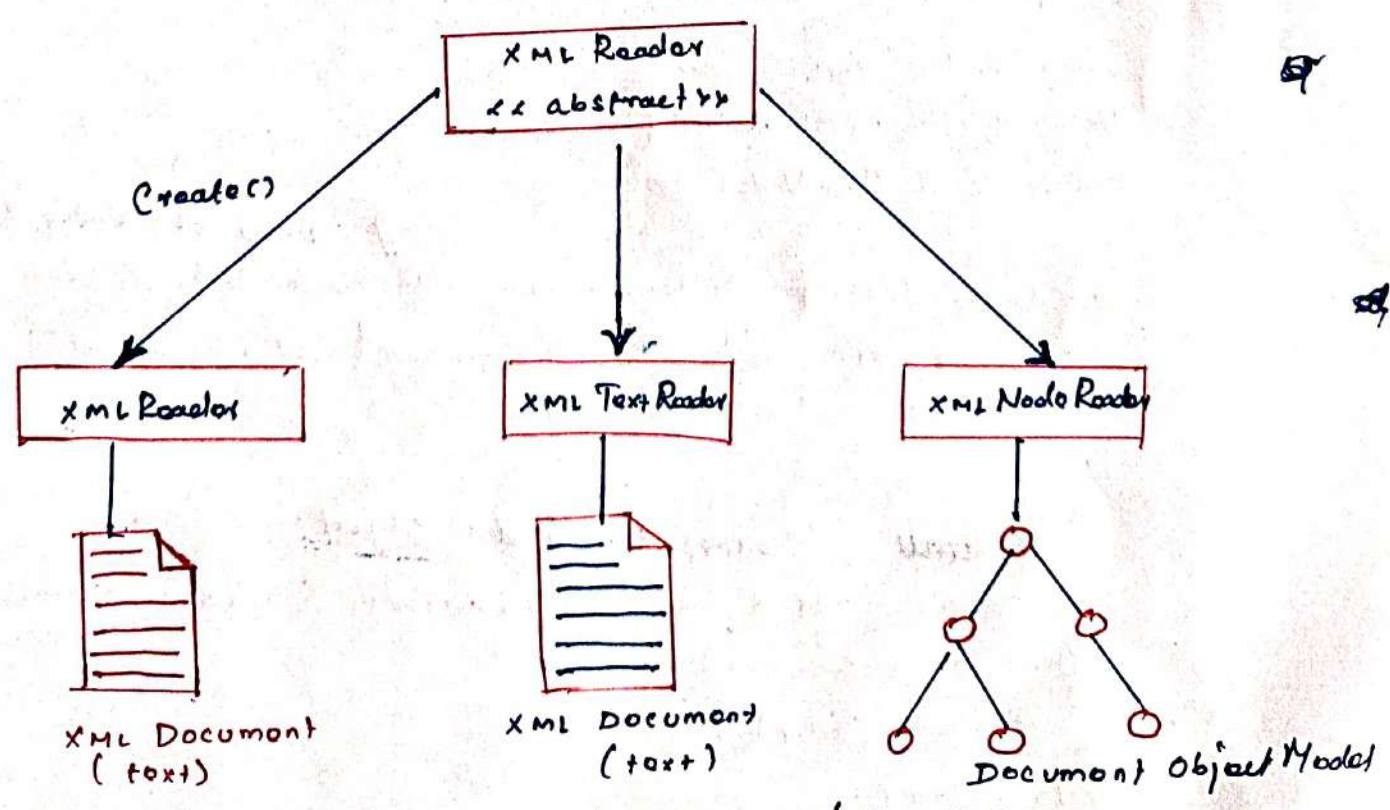 XML Reader
<< abstract >>
Create()
XML Reader
XML Text Reader
XML Node Reader
XML Document
(text)
XML Document
(text)
Document Object Model